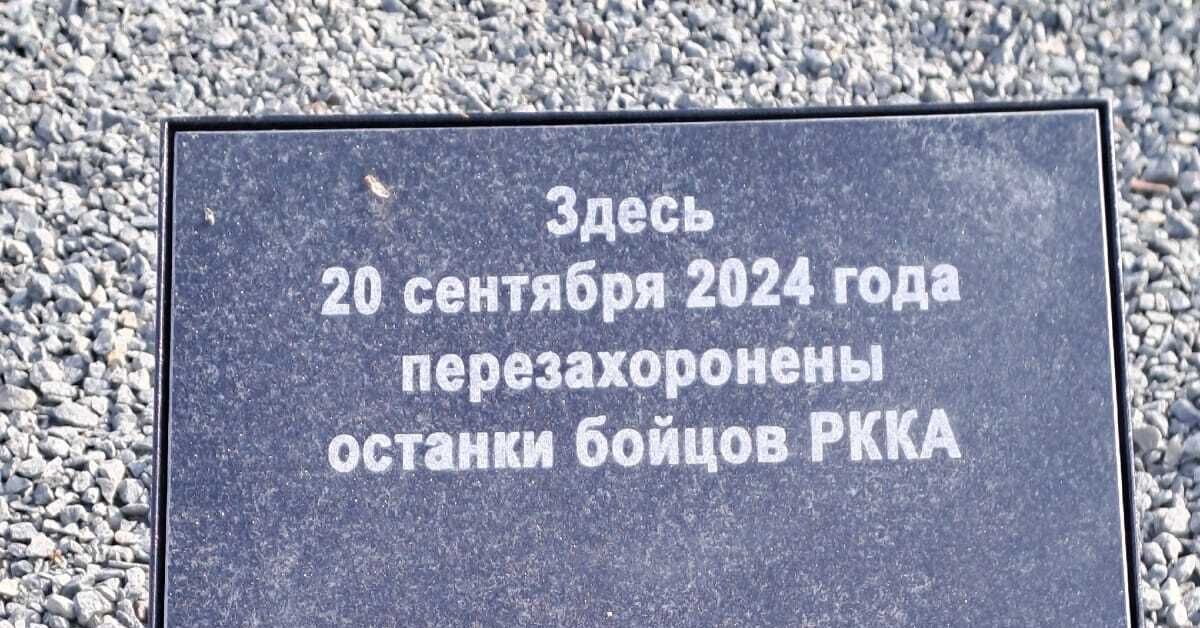 Здесь
20 сентября 2024 года
перезахоронены
останки бойцов РККА